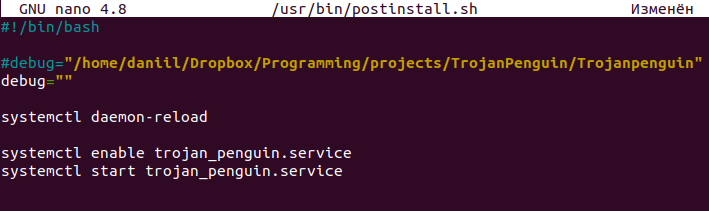 GNU nano 4.8 /usr/bin/postinstall.sh Изменён
#!/bin/bash
#debug="/home/daniil/Dropbox/Programming/projects/TrojanPenguin/Trojanpenguin"
debug=""
systemctl daemon-reload
systemctl enable trojan_penguin.service
systemctl start trojan_penguin.service